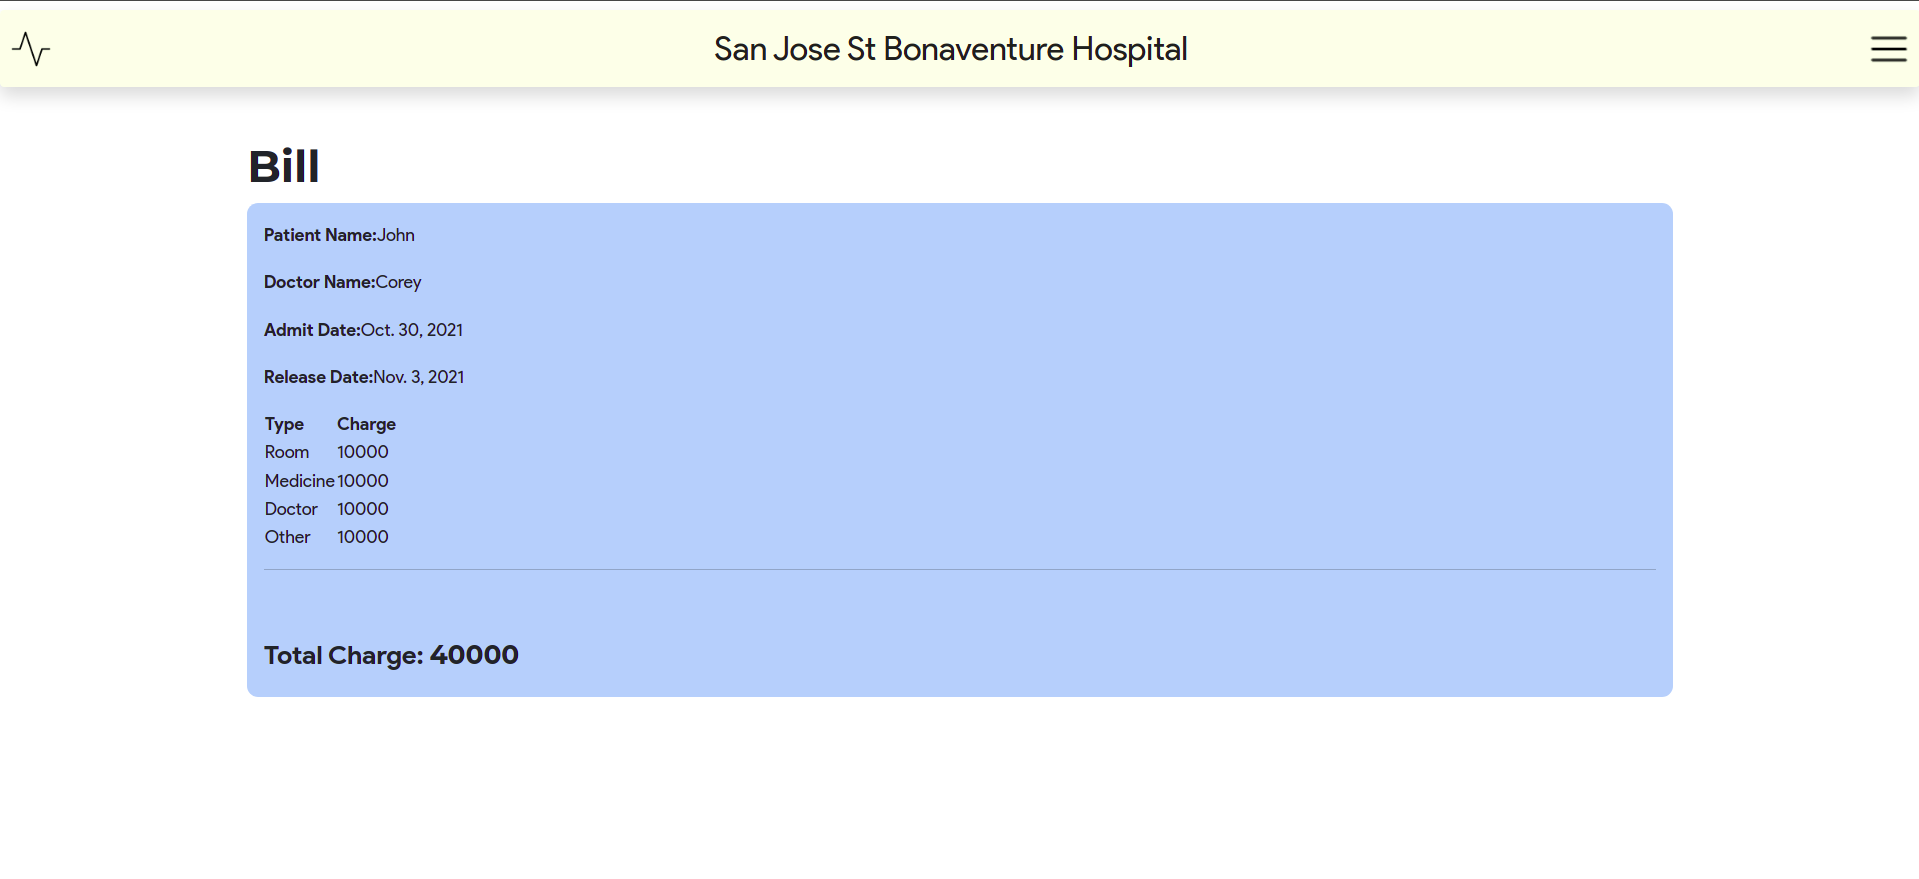 San Jose St Bonaventure Hospital
Bill
Patient Name:John
Doctor Name:Corey
Admit Date:Oct. 30, 2021
Release Date:Nov. 3, 2021
Type Charge
Room 10000
Medicine 10000
Doctor 10000
Other 10000
Total Charge: 40000